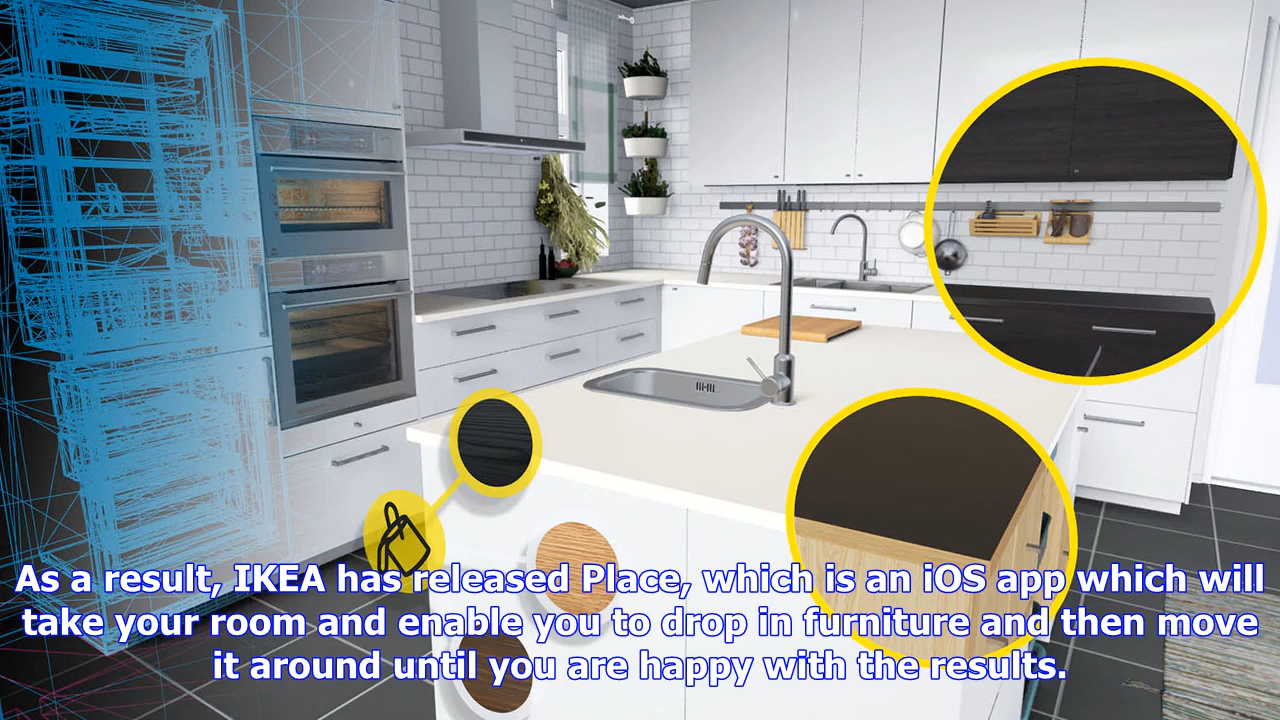 As a result, IKEA has released Place, which is an iOS app which will
take your room and enable you to drop in furniture and then move
it around until you are happy with the results.